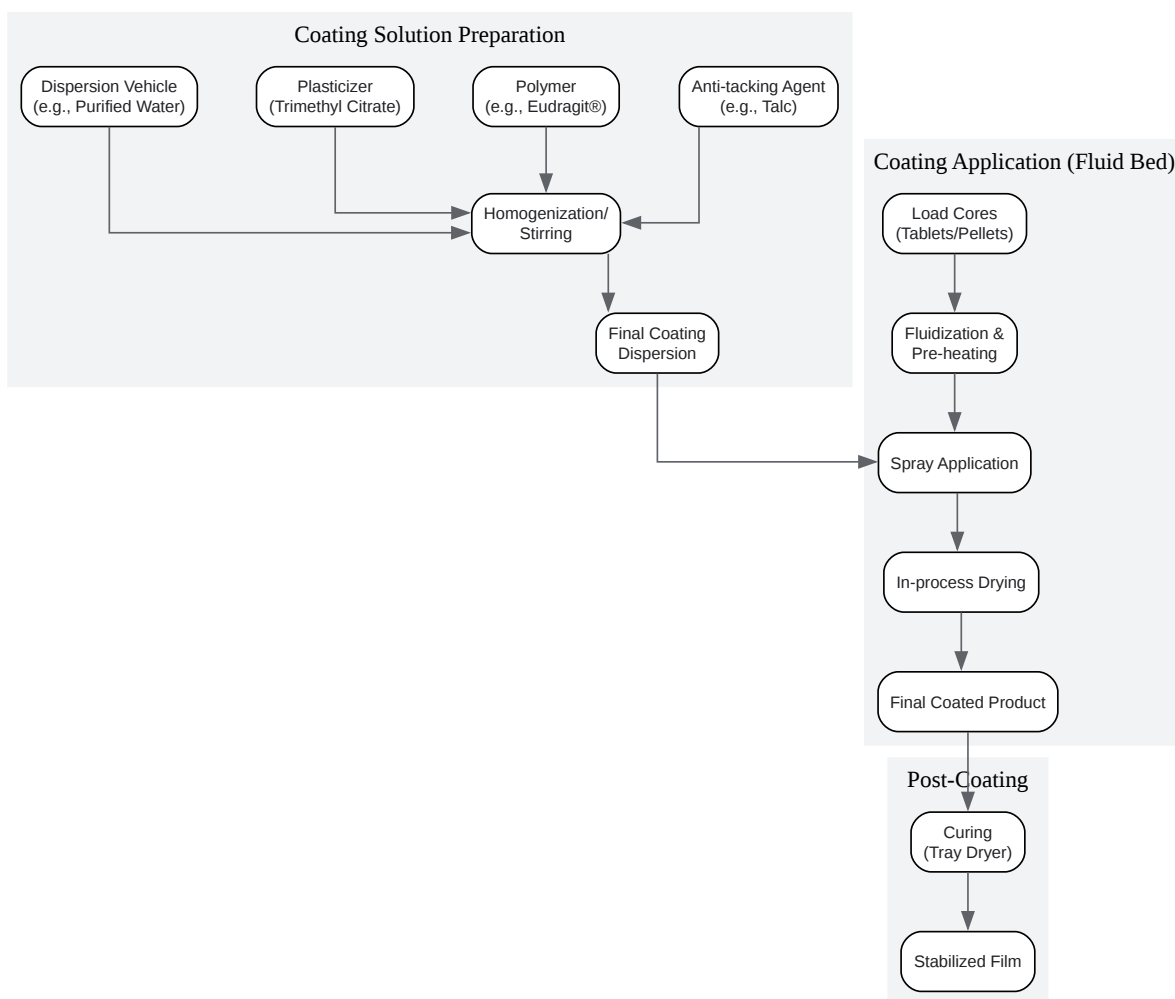 Coating Solution Preparation
Dispersion Vehicle
(e.g., Purified Water)
Plasticizer
(Trimethyl Citrate)
Polymer
(e.g., Eudragit®)
Anti-tacking Agent
(e.g., Talc)
Homogenization/
Stirring
Final Coating
Dispersion
Coating Application (Fluid Bed)
Load Cores
(Tablets/Pellets)
Fluidization &
Pre-heating
Spray Application
In-process Drying
Final Coated Product
Post-Coating
Curing
(Tray Dryer)
Stabilized Film